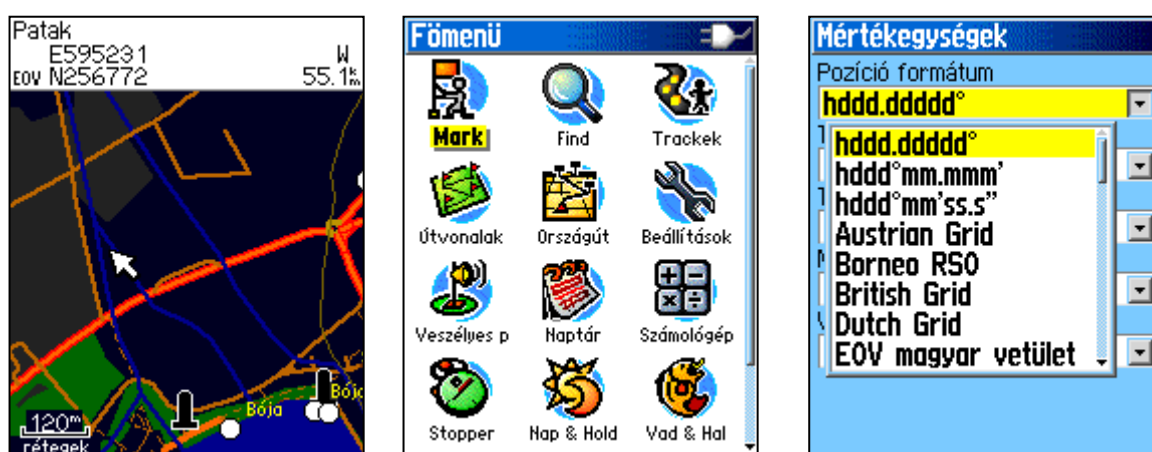 Patak
E595231 W
EOV N256772 55.1km
Bója
Bója
120m
rétegek
Fömenü
Mark Find Trackek
Útvonalak Országút Beállítások
Veszélyes p Naptár Számológép
Stopper Nap & Hold Vad & Hal
Mértékegységek
Pozíció formátum
hddd.ddddd°
hddd.ddddd°
hddd°mm.mmm'
hddd°mm'ss.s"
Austrian Grid
Borneo RSO
British Grid
Dutch Grid
EOV magyar vetület